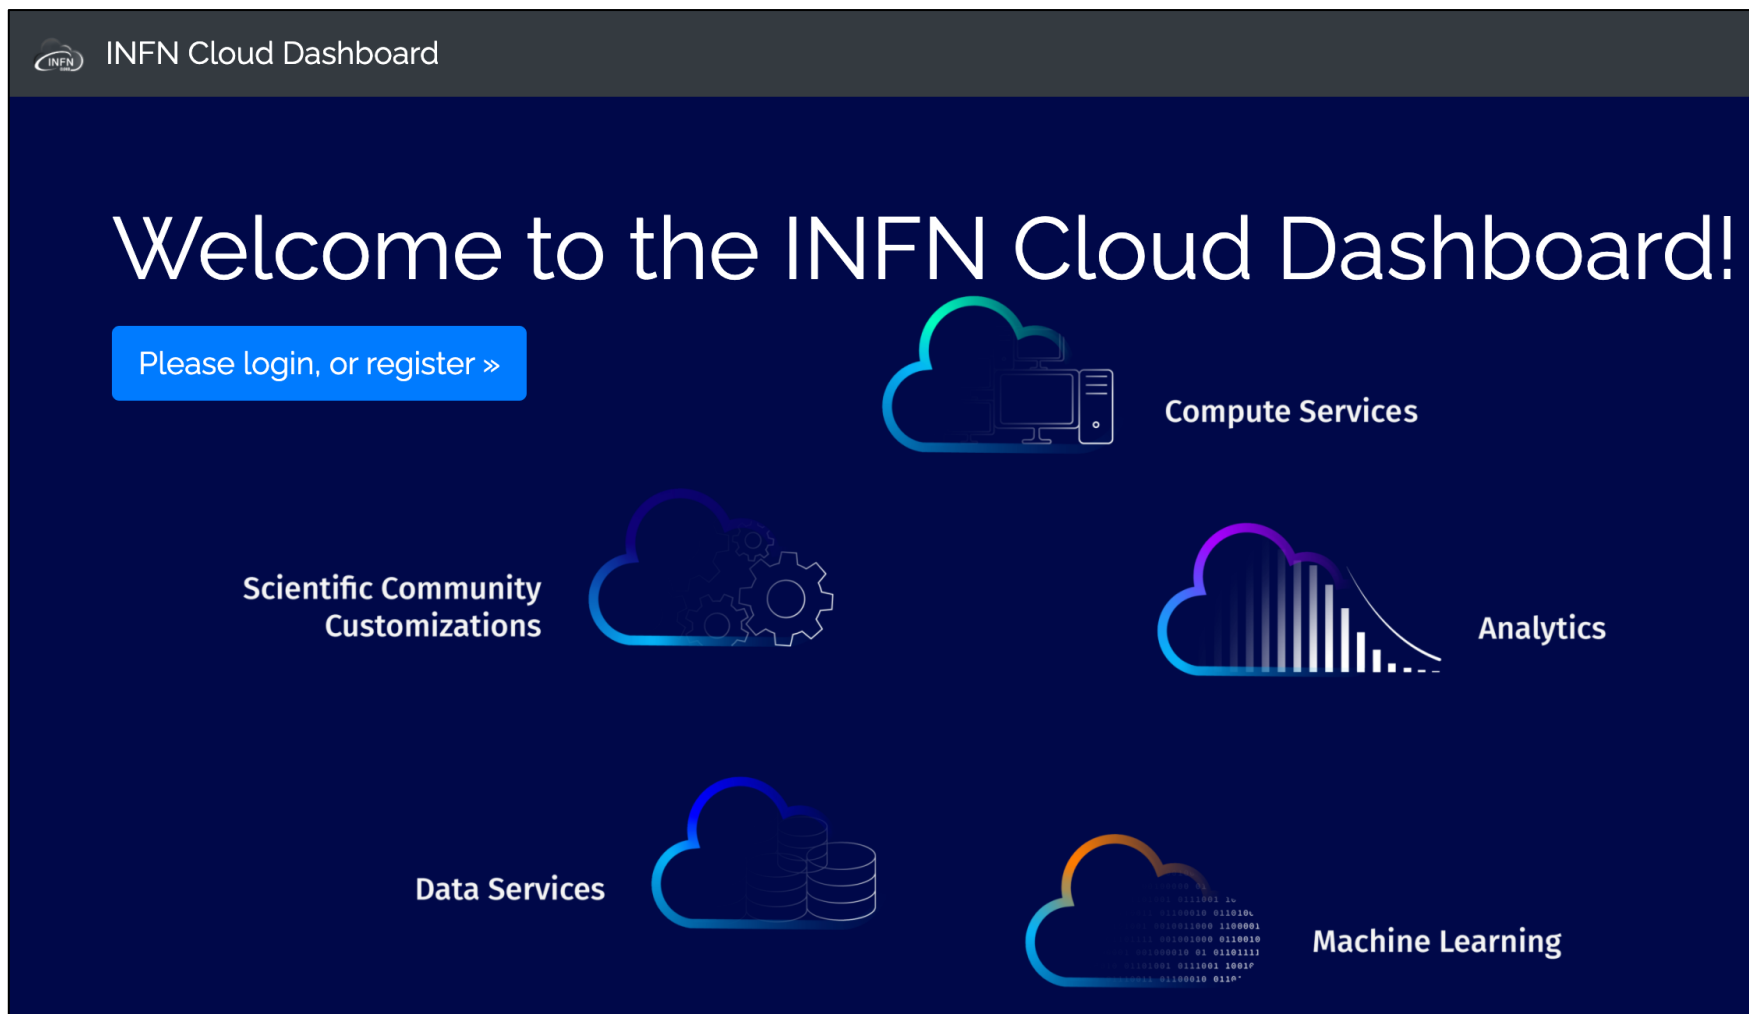 INFN
INFN Cloud Dashboard
Welcome to the INFN Cloud Dashboard!
Please login, or register »
Compute Services
Scientific Community
Customizations
Analytics
Data Services
Machine Learning